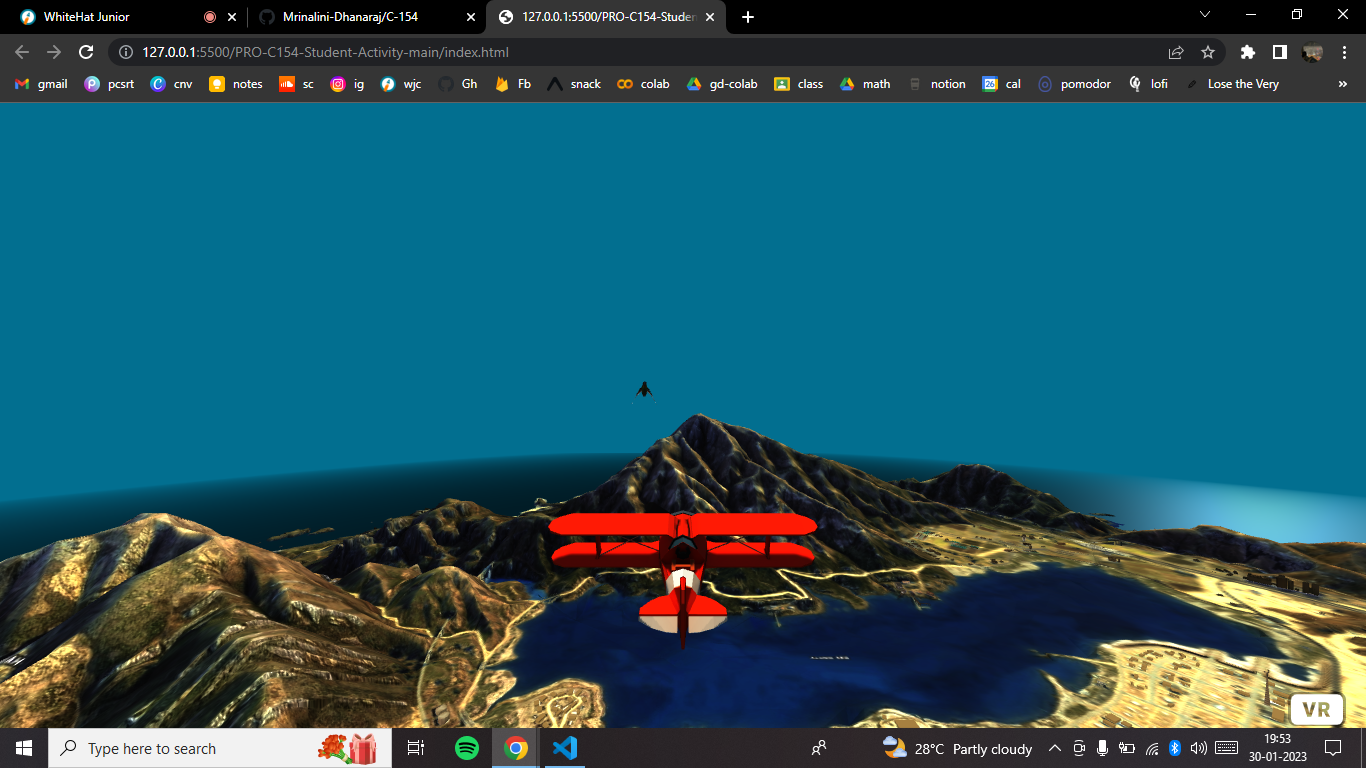 WhiteHat Junior
Mrinalini-Dhanaraj/C-154
127.0.0.1:5500/PRO-C154-Studen
127.0.0.1:5500/PRO-C154-Student-Activity-main/index.html
gmail pcsrt cnv notes sc ig wjc Gh Fb snack colab gd-colab class math notion 26 cal pomodor lofi Lose the Very »
VR
Type here to search
28°C Partly cloudy
19:53
30-01-2023